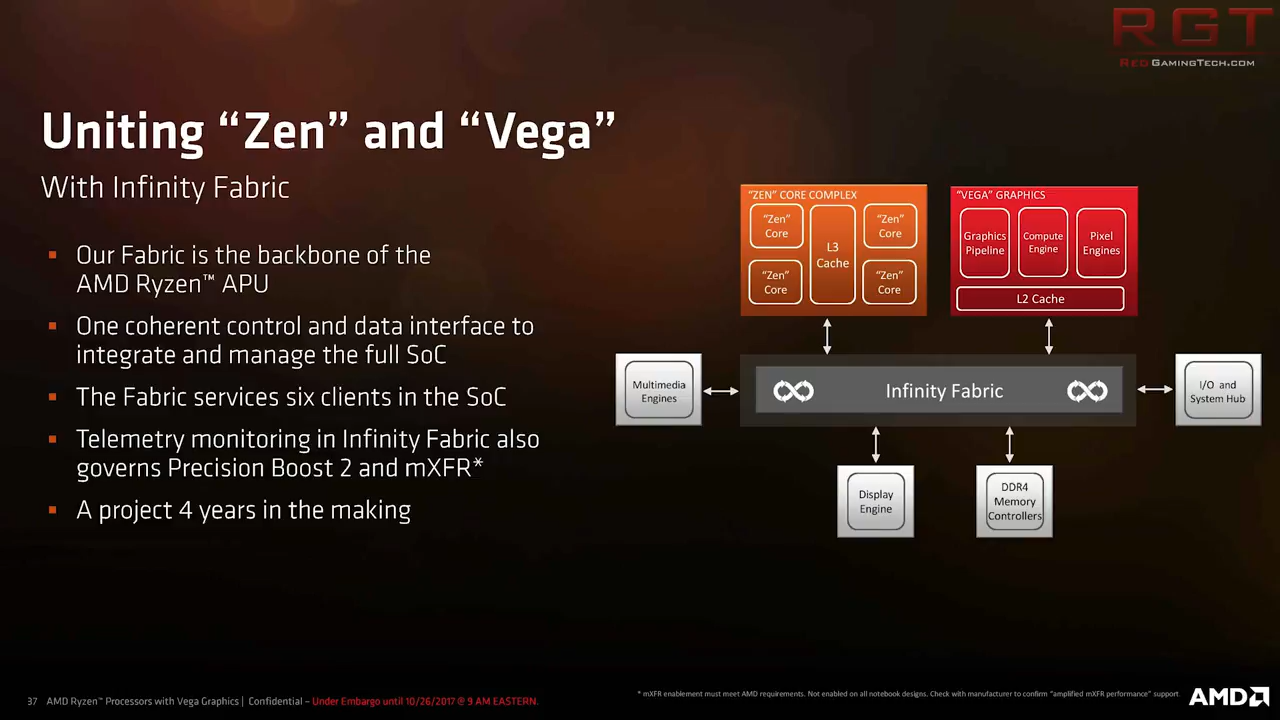 RGT
REDGAMINGTECH.COM
Uniting “Zen” and “Vega”
With Infinity Fabric
▪ Our Fabric is the backbone of the
AMD Ryzen™ APU
▪ One coherent control and data interface to
integrate and manage the full SoC
▪ The Fabric services six clients in the SoC
▪ Telemetry monitoring in Infinity Fabric also
governs Precision Boost 2 and mXFR*
▪ A project 4 years in the making
“ZEN” CORE COMPLEX
“Zen”
Core
“Zen”
Core
L3
Cache
“Zen”
Core
“Zen”
Core
“VEGA” GRAPHICS
Graphics
Pipeline
Compute
Engine
Pixel
Engines
L2 Cache
Multimedia
Engines
Infinity Fabric
I/O and
System Hub
Display
Engine
DDR4
Memory
Controllers
* mXFR enablement must meet AMD requirements. Not enabled on all notebook designs. Check with manufacturer to confirm “amplified mXFR performance” support
37 AMD Ryzen™ Processors with Vega Graphics | Confidential – Under Embargo until 10/26/2017 @ 9 AM EASTERN.
AMD